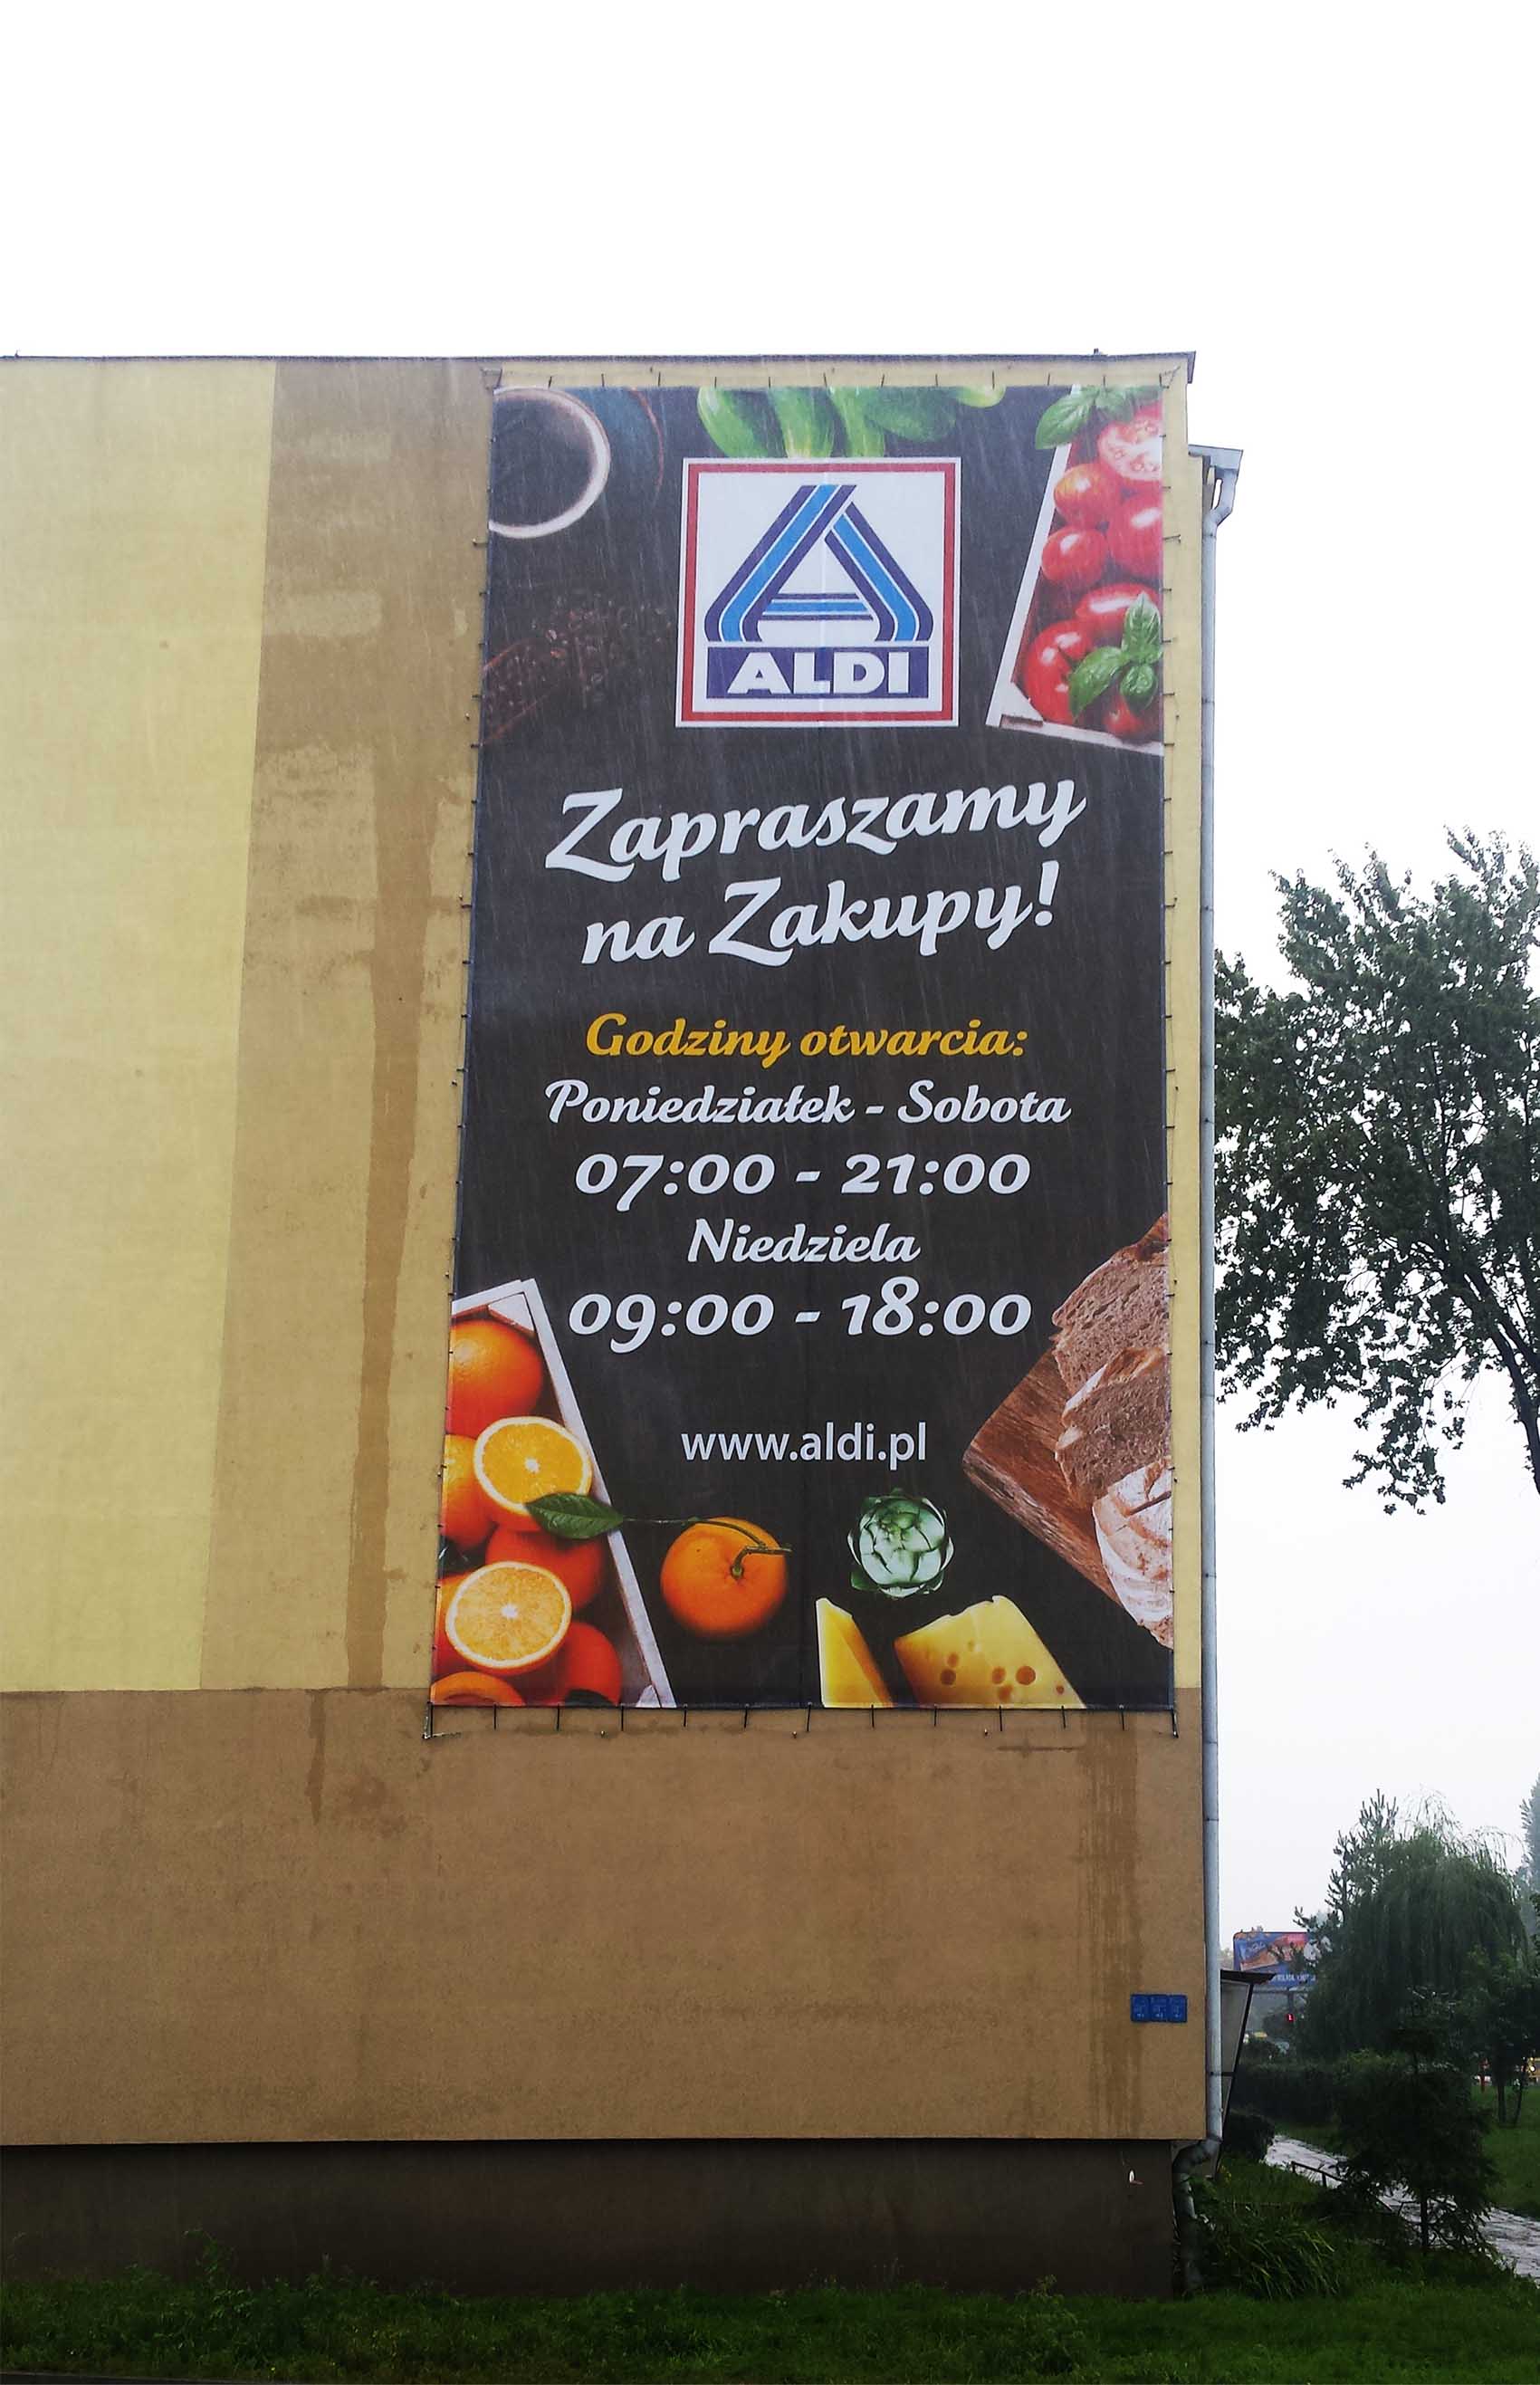 ALDI
Zapraszamy
na Zakupy!
Godziny otwarcia:
Poniedziałek - Sobota
07:00 - 21:00
Niedziela
09:00 - 18:00
www.aldi.pl